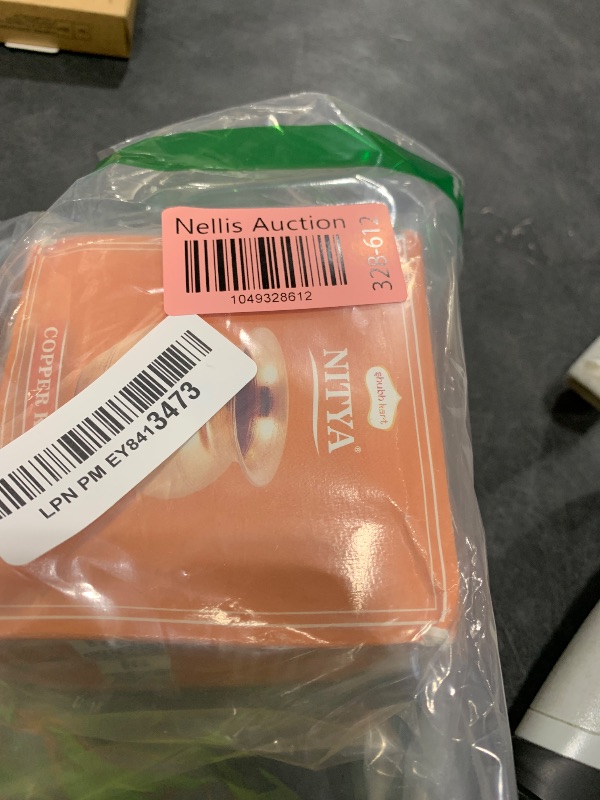 Nellis Auction
1049328612
328-612
LPN PM EY8413473
shubhkart
NITYA®
COPPER